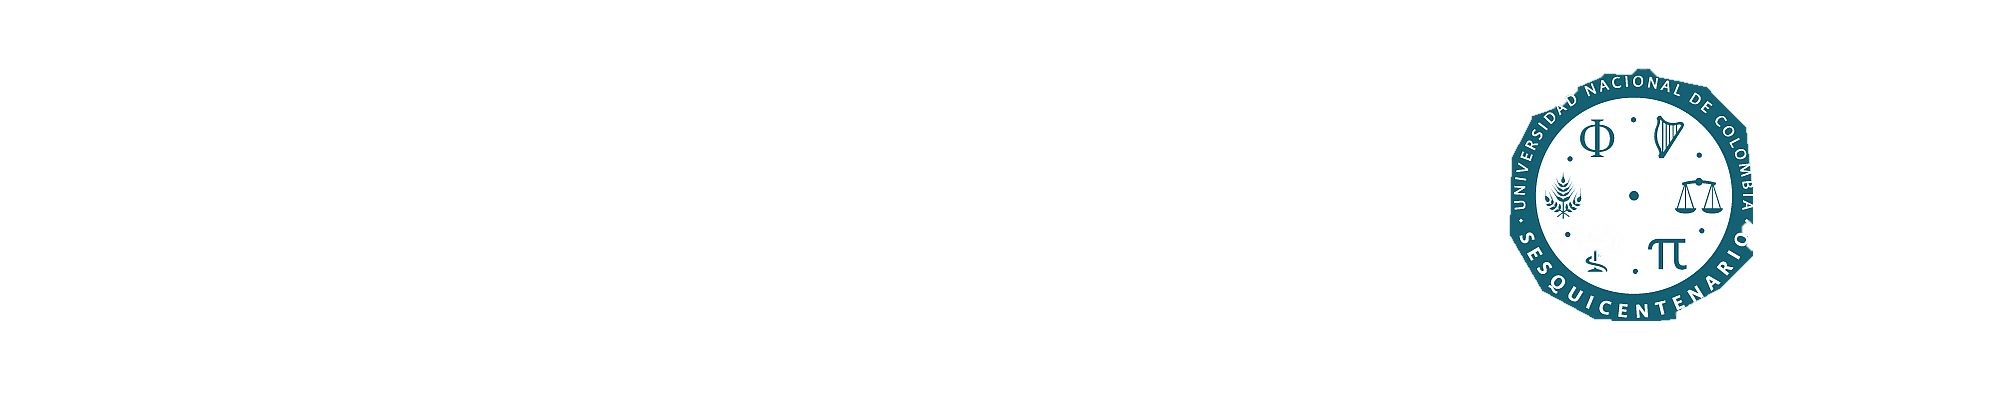 · UNIVERSIDAD NACIONAL DE COLOMBIA
SESQUICENTENARIO
Φ
π